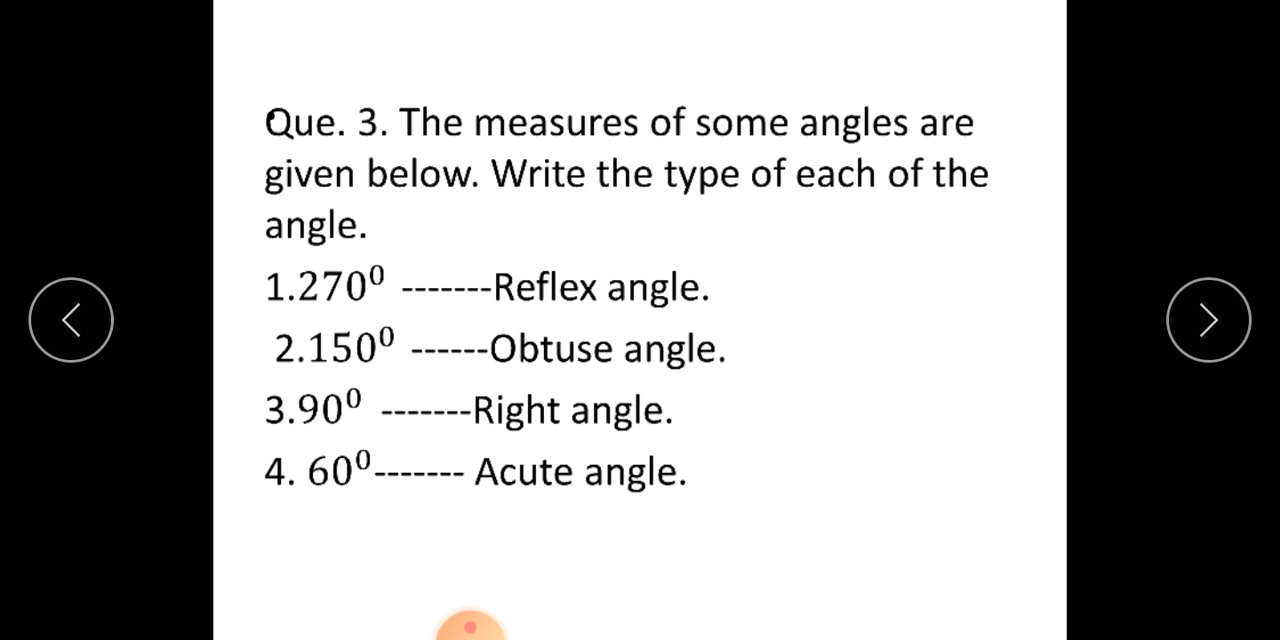 Que. 3. The measures of some angles are
given below. Write the type of each of the
angle.
1.270⁰ -------Reflex angle.
2.150⁰ ------Obtuse angle.
3.90⁰ -------Right angle.
4. 60⁰------- Acute angle.